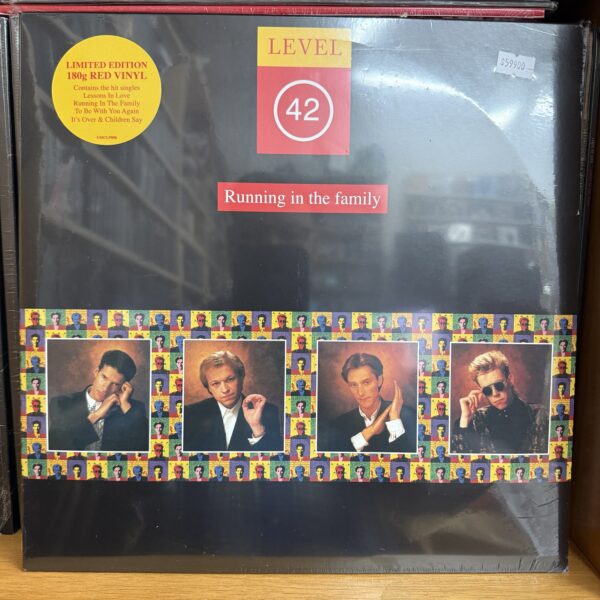 LIMITED EDITION
180g RED VINYL
Contains the hit singles
Lessons In Love
Running In The Family
To Be With You Again
It's Over & Children Say
LEVEL
42
$59900
Running in the family